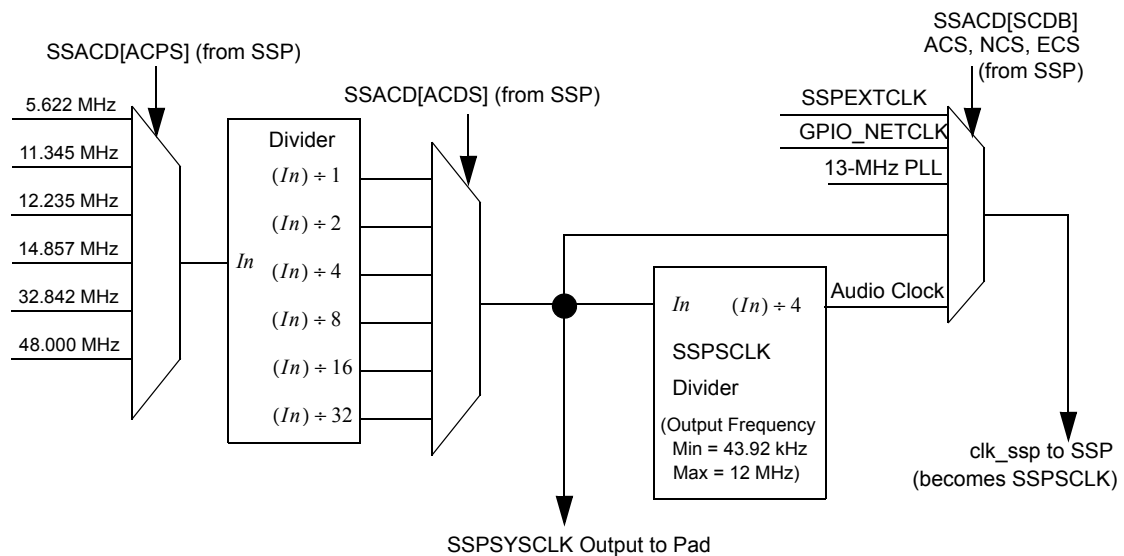 SSACD[SCDB]
ACS, NCS, ECS
(from SSP)
SSACD[ACPS] (from SSP)
SSACD[ACDS] (from SSP)
5.622 MHz
11.345 MHz
12.235 MHz
14.857 MHz
32.842 MHz
48.000 MHz
Divider
(In) ÷ 1
(In) ÷ 2
In
(In) ÷ 4
(In) ÷ 8
(In) ÷ 16
(In) ÷ 32
SSPEXTCLK
GPIO_NETCLK
13-MHz PLL
Audio Clock
In (In) ÷ 4
SSPSCLK
Divider
(Output Frequency
Min = 43.92 kHz
Max = 12 MHz)
clk_ssp to SSP
(becomes SSPSCLK)
SSPSYSCLK Output to Pad